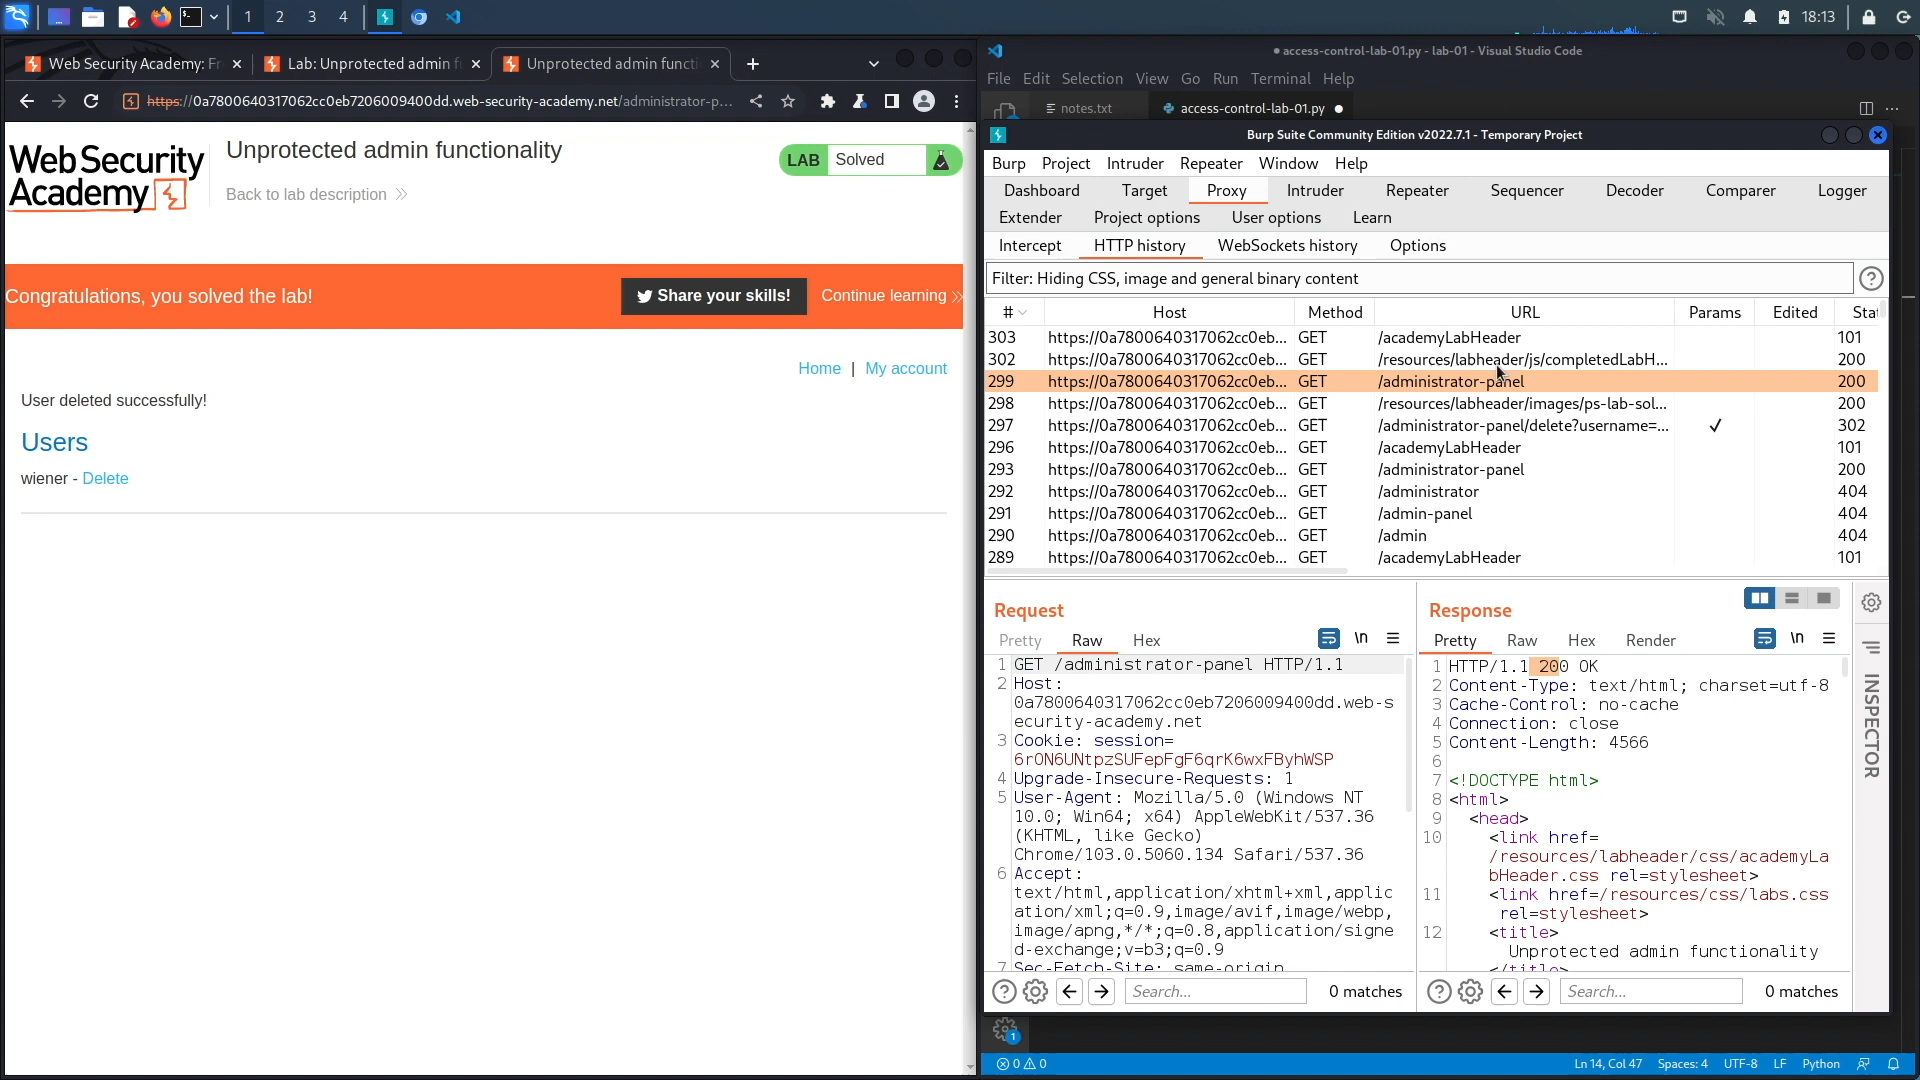 1 2 3 4
18:13
Web Security Academy: Fr
Lab: Unprotected admin f
Unprotected admin functi
https://0a7800640317062cc0eb7206009400dd.web-security-academy.net/administrator-p...
Web Security
Academy
Unprotected admin functionality
Back to lab description
LAB Solved
Congratulations, you solved the lab!
Share your skills!
Continue learning
Home | My account
User deleted successfully!
Users
wiener - Delete
access-control-lab-01.py - lab-01 - Visual Studio Code
File Edit Selection View Go Run Terminal Help
notes.txt
access-control-lab-01.py
Burp Suite Community Edition v2022.7.1 - Temporary Project
Burp Project Intruder Repeater Window Help
Dashboard Target Proxy Intruder Repeater Sequencer Decoder Comparer Logger
Extender Project options User options Learn
Intercept HTTP history WebSockets history Options
Filter: Hiding CSS, image and general binary content
# Host Method URL Params Edited Stat
303 https://0a7800640317062cc0eb... GET /academyLabHeader 101
302 https://0a7800640317062cc0eb... GET /resources/labheader/js/completedLabH... 200
299 https://0a7800640317062cc0eb... GET /administrator-panel 200
298 https://0a7800640317062cc0eb... GET /resources/labheader/images/ps-lab-sol... 200
297 https://0a7800640317062cc0eb... GET /administrator-panel/delete?username=... ✓ 302
296 https://0a7800640317062cc0eb... GET /academyLabHeader 101
293 https://0a7800640317062cc0eb... GET /administrator-panel 200
292 https://0a7800640317062cc0eb... GET /administrator 404
291 https://0a7800640317062cc0eb... GET /admin-panel 404
290 https://0a7800640317062cc0eb... GET /admin 404
289 https://0a7800640317062cc0eb... GET /academyLabHeader 101
Request
Pretty Raw Hex \n
1 GET /administrator-panel HTTP/1.1
2 Host:
0a7800640317062cc0eb7206009400dd.web-s
ecurity-academy.net
3 Cookie: session=
6rON6UNtpzSUFepFgF6qrK6wxFByhWSP
4 Upgrade-Insecure-Requests: 1
5 User-Agent: Mozilla/5.0 (Windows NT
10.0; Win64; x64) AppleWebKit/537.36
(KHTML, like Gecko)
Chrome/103.0.5060.134 Safari/537.36
6 Accept:
text/html,application/xhtml+xml,applic
ation/xml;q=0.9,image/avif,image/webp,
image/apng,*/*;q=0.8,application/signe
d-exchange;v=b3;q=0.9
7 Sec-Fetch-Site: same-origin
Search... 0 matches
Response
Pretty Raw Hex Render \n
1 HTTP/1.1 200 OK
2 Content-Type: text/html; charset=utf-8
3 Cache-Control: no-cache
4 Connection: close
5 Content-Length: 4566
6
7 <!DOCTYPE html>
8 <html>
9 <head>
10 <link href=
/resources/labheader/css/academyLa
bHeader.css rel=stylesheet>
11 <link href=/resources/css/labs.css
rel=stylesheet>
12 <title>
Unprotected admin functionality
</title>
Search... 0 matches
INSPECTOR
1
0 0
Ln 14, Col 47 Spaces: 4 UTF-8 LF Python